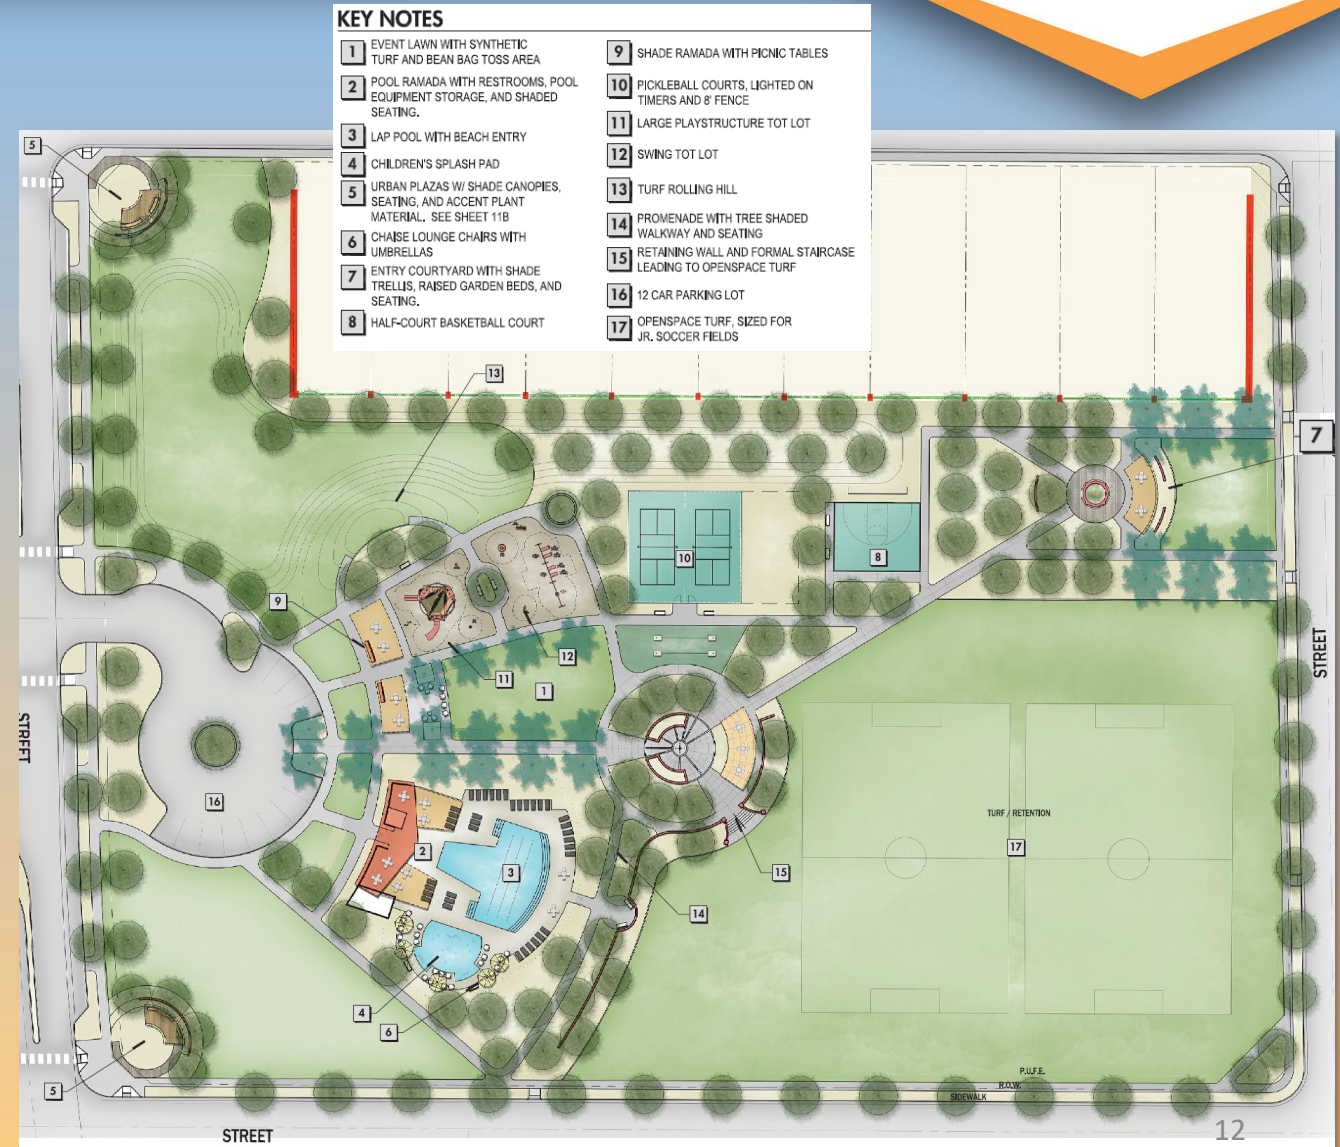 KEY NOTES
1 EVENT LAWN WITH SYNTHETIC
TURF AND BEAN BAG TOSS AREA
2 POOL RAMADA WITH RESTROOMS, POOL
EQUIPMENT STORAGE, AND SHADED
SEATING.
3 LAP POOL WITH BEACH ENTRY
4 CHILDREN'S SPLASH PAD
5 URBAN PLAZAS W/ SHADE CANOPIES,
SEATING, AND ACCENT PLANT
MATERIAL. SEE SHEET 11B
6 CHAISE LOUNGE CHAIRS WITH
UMBRELLAS
7 ENTRY COURTYARD WITH SHADE
TRELLIS, RAISED GARDEN BEDS, AND
SEATING.
8 HALF-COURT BASKETBALL COURT
9 SHADE RAMADA WITH PICNIC TABLES
10 PICKLEBALL COURTS, LIGHTED ON
TIMERS AND 8' FENCE
11 LARGE PLAYSTRUCTURE TOT LOT
12 SWING TOT LOT
13 TURF ROLLING HILL
14 PROMENADE WITH TREE SHADED
WALKWAY AND SEATING
15 RETAINING WALL AND FORMAL STAIRCASE
LEADING TO OPENSPACE TURF
16 12 CAR PARKING LOT
17 OPENSPACE TURF, SIZED FOR
JR. SOCCER FIELDS
5
13
7
10
8
9
12
11
1
STREET
STREET
16
2
3
TURF / RETENTION
17
15
14
4
6
5
P.U.F.E.
R.O.W.
SIDEWALK
STREET
12